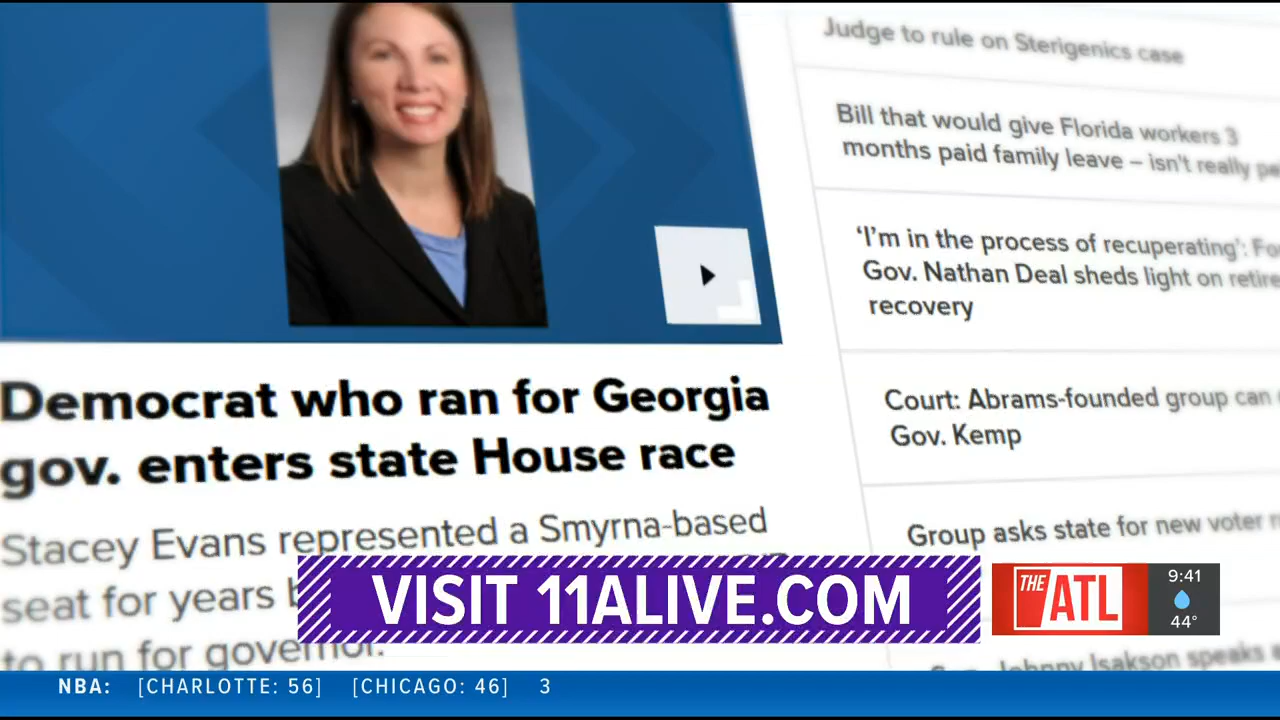 Judge to rule on Sterigenics case
Bill that would give Florida workers 3
months paid family leave – isn't really
'I'm in the process of recuperating':
Gov. Nathan Deal sheds light on
recovery
Court: Abrams-founded group can
Gov. Kemp
Group asks state for new voter
Johnny Isakson speaks
Democrat who ran for Georgia
gov. enters state House race
Stacey Evans represented a Smyrna-based
seat for years
to run for governor.
VISIT 11ALIVE.COM
THE ATL
9:41
44°
NBA: [CHARLOTTE: 56] [CHICAGO: 46] 3